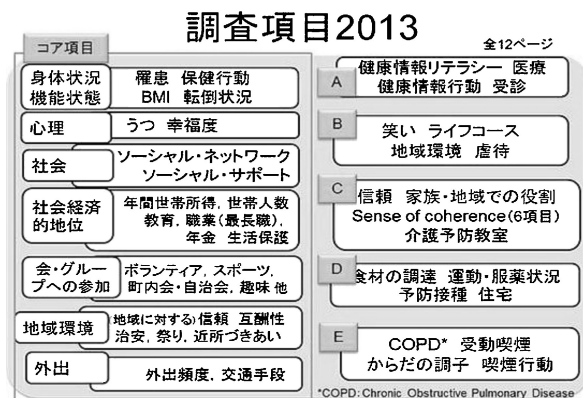 調査項目2013
全12ページ
コア項目
身体状況
機能状態
罹患 保健行動
BMI 転倒状況
心理
うつ 幸福度
社会
ソーシャル・ネットワーク
ソーシャル・サポート
社会経済
的地位
年間世帯所得, 世帯人数
教育, 職業(最長職),
年金 生活保護
会・グルー
プへの参加
ボランティア, スポーツ,
町内会・自治会, 趣味 他
地域環境
(地域に対する)信頼 互酬性
治安, 祭り, 近所づきあい
外出
外出頻度, 交通手段
A
健康情報リテラシー 医療
健康情報行動 受診
B
笑い ライフコース
地域環境 虐待
C
信頼 家族・地域での役割
Sense of coherence(6項目)
介護予防教室
D
食材の調達 運動・服薬状況
予防接種 住宅
E
COPD* 受動喫煙
からだの調子 喫煙行動
*COPD: Chronic Obstructive Pulmonary Disease